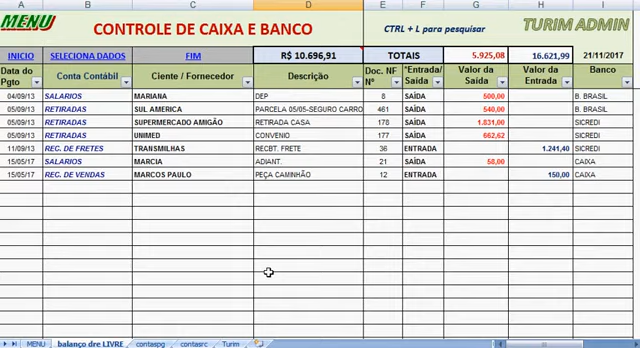 A B C D E F G H I
MENU CONTROLE DE CAIXA E BANCO CTRL + L para pesquisar TURIM ADMIN
INICIO SELECIONA DADOS FIM R$ 10.696,91 TOTAIS 5.925,08 16.621,99 21/11/2017
Data do Pgto Conta Contábil Ciente / Fornecedor Descrição Doc. NF Nº "Entrada/ Saída Valor da Saída Valor da Entrada Banco
04/09/13 SALARIOS MARIANA DEP 8 SAÍDA 500,00 B. BRASIL
05/09/13 RETIRADAS SUL AMERICA PARCELA 05/05-SEGURO CARRO 461 SAÍDA 540,00 B. BRASIL
05/09/13 RETIRADAS SUPERMERCADO AMIGÃO RETIRADA CASA 178 SAÍDA 1.831,00 SICREDI
05/09/13 RETIRADAS UNIMED CONVENIO 177 SAÍDA 662,62 SICREDI
11/09/13 REC. DE FRETES TRANSMILHAS RECBT. FRETE 36 ENTRADA 1.241,40 SICREDI
15/05/17 SALARIOS MARCIA ADIANT. 21 SAÍDA 58,00 CAIXA
15/05/17 REC. DE VENDAS MARCOS PAULO PEÇA CAMINHÃO 12 ENTRADA 150,00 CAIXA
MENU balanço dre LIVRE contaspg contasrc Turim